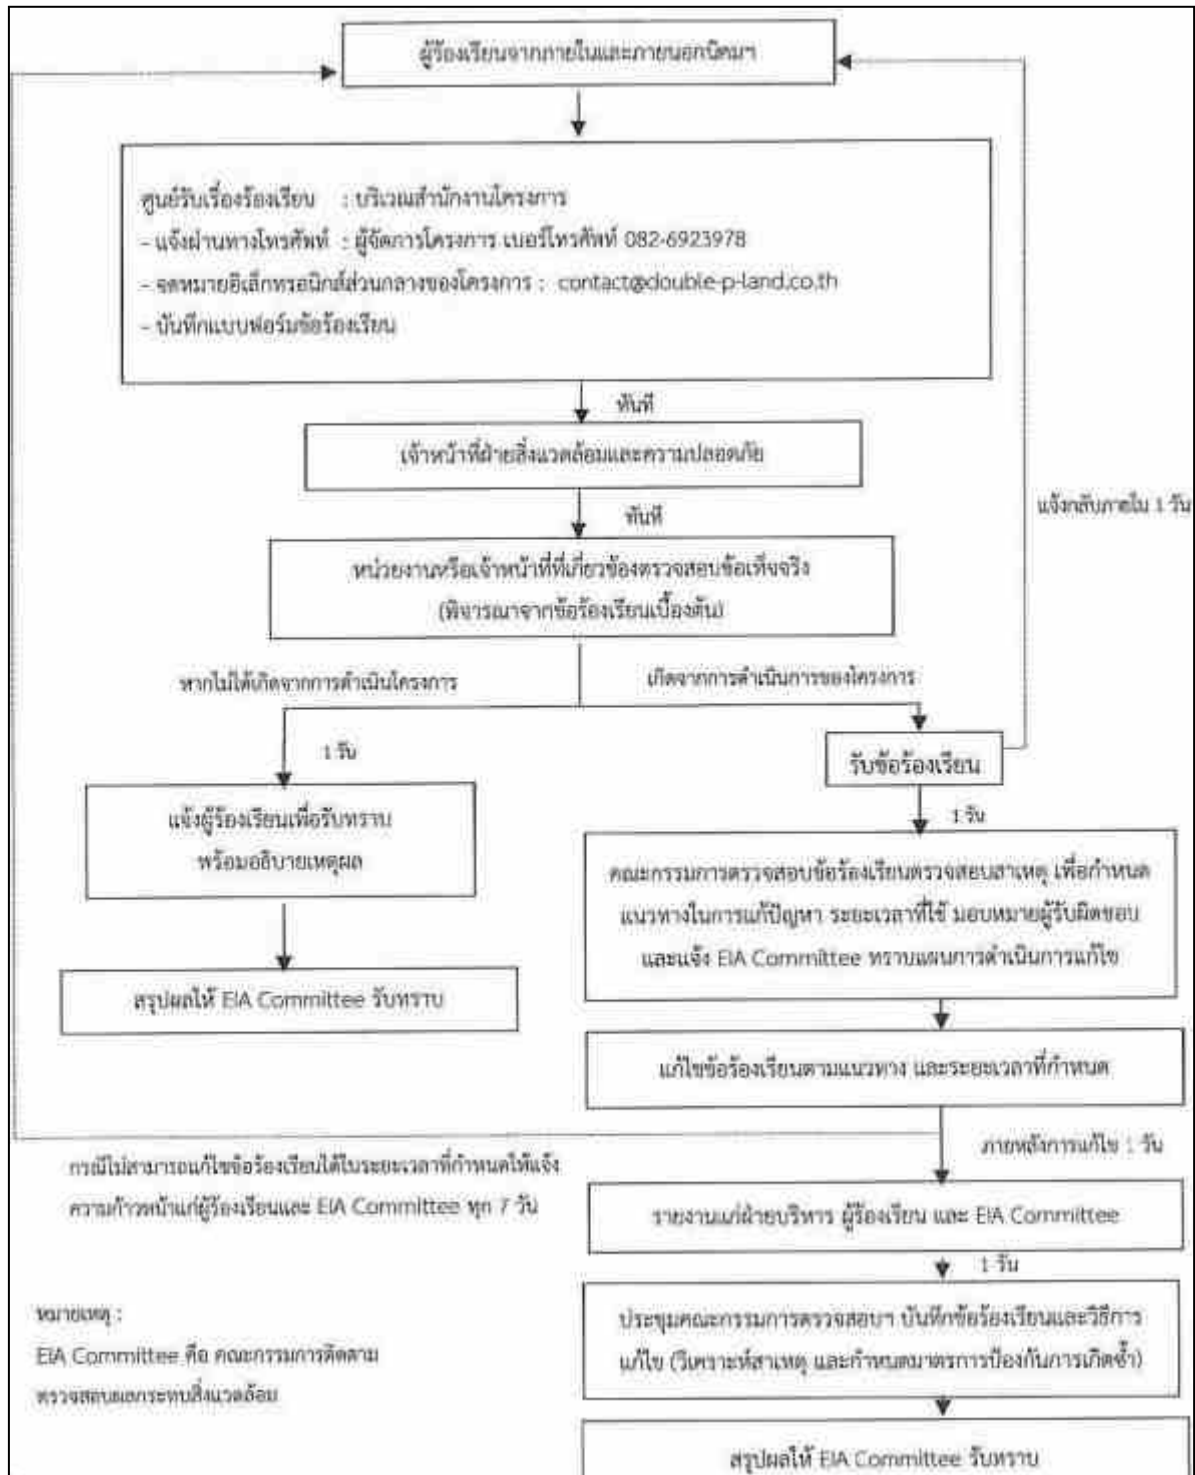 ผู้ร้องเรียนจากภายในและภายนอกนิคมฯ
ศูนย์รับเรื่องร้องเรียน : บริเวณสำนักงานโครงการ
- แจ้งผ่านทางโทรศัพท์ : ผู้จัดการโครงการ เบอร์โทรศัพท์ 082-6923978
- จดหมายอิเล็กทรอนิกส์ส่วนกลางของโครงการ : contact@double-p-land.co.th
- บันทึกแบบฟอร์มข้อร้องเรียน
ทันที
เจ้าหน้าที่ฝ่ายสิ่งแวดล้อมและความปลอดภัย
ทันที
แจ้งกลับภายใน 1 วัน
หน่วยงานหรือเจ้าหน้าที่ที่เกี่ยวข้องตรวจสอบข้อเท็จจริง
(พิจารณาจากข้อร้องเรียนเบื้องต้น)
หากไม่ได้เกิดจากการดำเนินโครงการ
เกิดจากการดำเนินการของโครงการ
1 วัน
รับข้อร้องเรียน
แจ้งผู้ร้องเรียนเพื่อรับทราบ
พร้อมอธิบายเหตุผล
1 วัน
คณะกรรมการตรวจสอบข้อร้องเรียนตรวจสอบสาเหตุ เพื่อกำหนด
แนวทางในการแก้ปัญหา ระยะเวลาที่ใช้ มอบหมายผู้รับผิดชอบ
และแจ้ง EIA Committee ทราบแผนการดำเนินการแก้ไข
สรุปผลให้ EIA Committee รับทราบ
แก้ไขข้อร้องเรียนตามแนวทาง และระยะเวลาที่กำหนด
ภายหลังการแก้ไข 1 วัน
กรณีไม่สามารถแก้ไขข้อร้องเรียนได้ในระยะเวลาที่กำหนดให้แจ้ง
ความก้าวหน้าแก่ผู้ร้องเรียนและ EIA Committee ทุก 7 วัน
รายงานแก่ฝ่ายบริหาร ผู้ร้องเรียน และ EIA Committee
1 วัน
ประชุมคณะกรรมการตรวจสอบฯ บันทึกข้อร้องเรียนและวิธีการ
แก้ไข (วิเคราะห์สาเหตุ และกำหนดมาตรการป้องกันการเกิดซ้ำ)
หมายเหตุ :
EIA Committee คือ คณะกรรมการติดตาม
ตรวจสอบผลกระทบสิ่งแวดล้อม
สรุปผลให้ EIA Committee รับทราบ